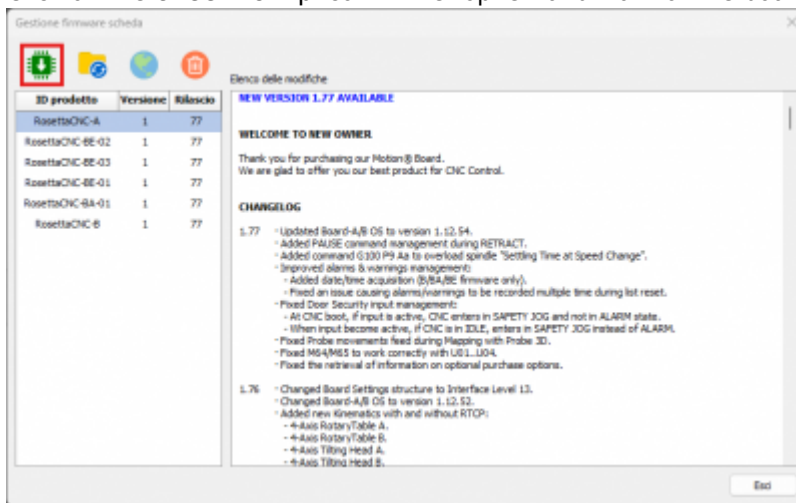 Gestione firmware scheda
Elenco delle modifiche
ID prodotto Versione Rilascio
RosettaCNC-A 1 77
RosettaCNC-BE-02 1 77
RosettaCNC-BE-03 1 77
RosettaCNC-BE-01 1 77
RosettaCNC-BA-01 1 77
RosettaCNC-B 1 77
NEW VERSION 1.77 AVAILABLE
WELCOME TO NEW OWNER
Thank you for purchasing our Motion® Board.
We are glad to offer you our best product for CNC Control.
CHANGELOG
1.77 - Updated Board-A/B OS to version 1.12.54.
- Added PAUSE command management during RETRACT.
- Added command G100 P9 Aa to overload spindle "Settling Time at Speed Change".
- Improved alarms & warnings management:
- Added date/time acquisition (B/BA/BE firmware only).
- Fixed an issue causing alarms/warnings to be recorded multiple time during list reset.
- Fixed Door Security input management:
- At CNC boot, if input is active, CNC enters in SAFETY JOG and not in ALARM state.
- When input become active, if CNC is in IDLE, enters in SAFETY JOG instead of ALARM.
- Fixed Probe movements feed during Mapping with Probe 3D.
- Fixed M64/M65 to work correctly with U01..U04.
- Fixed the retrieval of information on optional purchase options.
1.76 - Changed Board Settings structure to Interface Level 13.
- Changed Board-A/B OS to version 1.12.52.
- Added new Kinematics with and without RTCP:
- 4-Axis RotaryTable A.
- 4-Axis RotaryTable B.
- 4-Axis Tilting Head A.
- 4-Axis Tilting Head B.
Esci